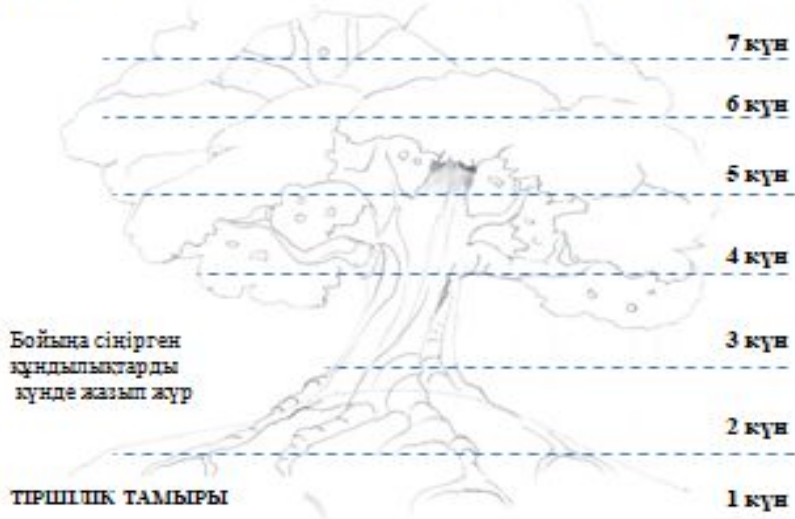 7 күн
6 күн
5 күн
4 күн
Бойыңа сіңірген
құндылықтарды
күнде жазып жүр
3 күн
2 күн
ТІРШІЛІК ТАМЫРЫ
1 күн